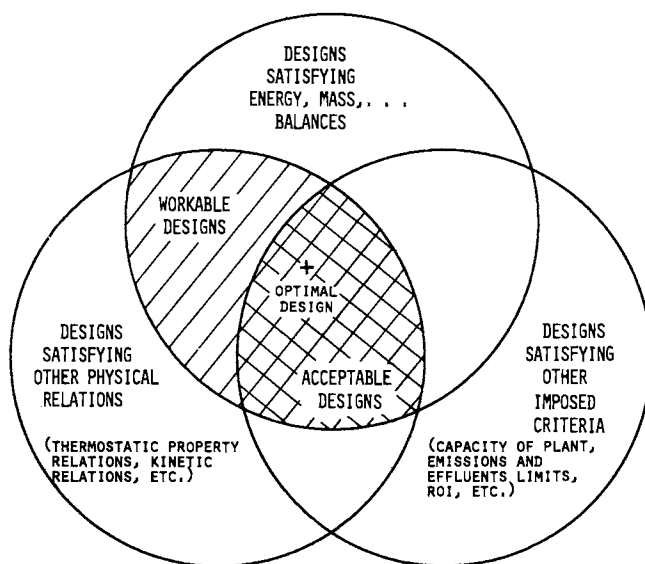 DESIGNS
SATISFYING
ENERGY, MASS, . . .
BALANCES
WORKABLE
DESIGNS
+
OPTIMAL
DESIGN
ACCEPTABLE
DESIGNS
DESIGNS
SATISFYING
OTHER PHYSICAL
RELATIONS
(THERMOSTATIC PROPERTY
RELATIONS, KINETIC
RELATIONS, ETC.)
DESIGNS
SATISFYING
OTHER
IMPOSED
CRITERIA
(CAPACITY OF PLANT,
EMISSIONS AND
EFFLUENTS LIMITS,
ROI, ETC.)